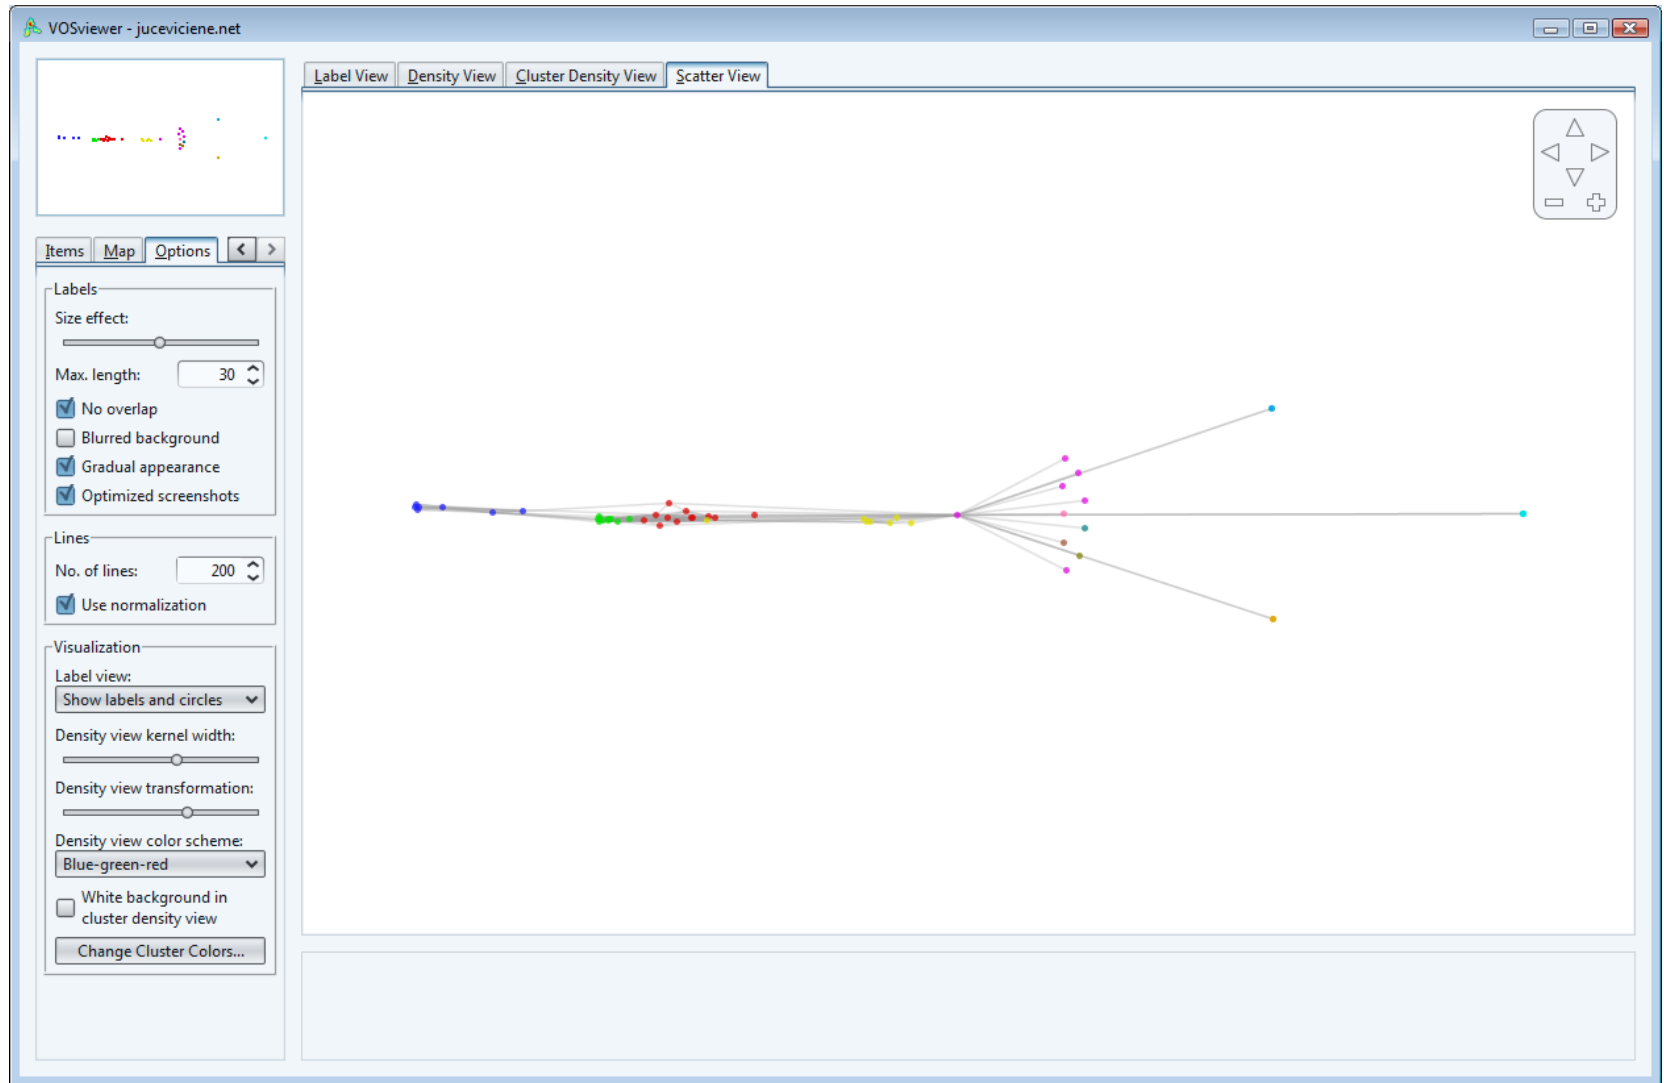 VOSviewer - juceviciene.net
Label View Density View Cluster Density View Scatter View
Items Map Options
Labels
Size effect:
Max. length: 30
No overlap
Blurred background
Gradual appearance
Optimized screenshots
Lines
No. of lines: 200
Use normalization
Visualization
Label view:
Show labels and circles
Density view kernel width:
Density view transformation:
Density view color scheme:
Blue-green-red
White background in
cluster density view
Change Cluster Colors...